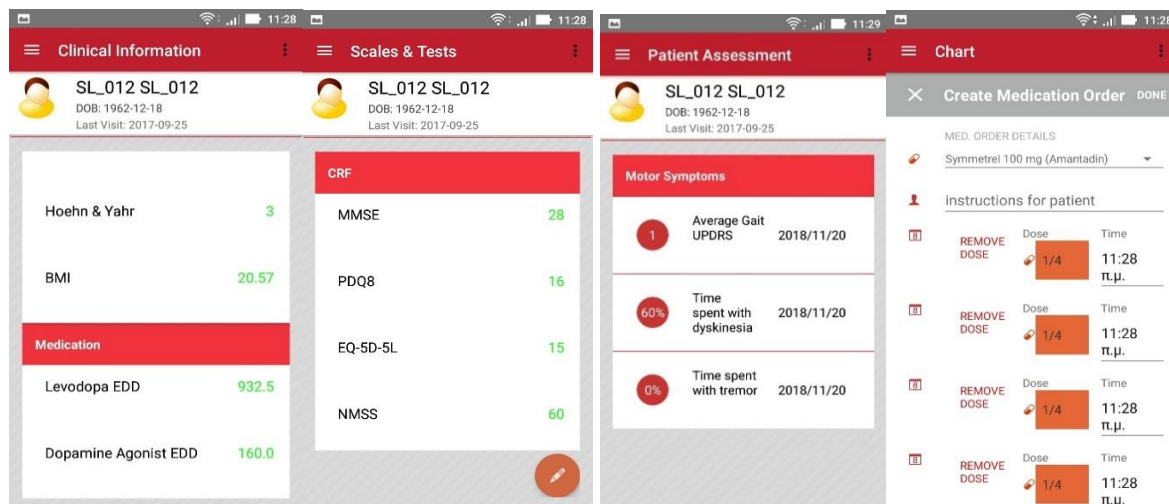 11:28
Clinical Information
SL_012 SL_012
DOB: 1962-12-18
Last Visit: 2017-09-25
Hoehn & Yahr 3
BMI 20.57
Medication
Levodopa EDD 932.5
Dopamine Agonist EDD 160.0
11:28
Scales & Tests
SL_012 SL_012
DOB: 1962-12-18
Last Visit: 2017-09-25
CRF
MMSE 28
PDQ8 16
EQ-5D-5L 15
NMSS 60
11:29
Patient Assessment
SL_012 SL_012
DOB: 1962-12-18
Last Visit: 2017-09-25
Motor Symptoms
Average Gait
1 UPDRS 2018/11/20
Time
60% spent with 2018/11/20
dyskinesia
Time spent
0% with tremor 2018/11/20
11:28
Chart
Create Medication Order DONE
MED. ORDER DETAILS
Symmetrel 100 mg (Amantadin)
instructions for patient
8 Dose Time
REMOVE 1/4 11:28
DOSE π.μ.
8 Dose Time
REMOVE 1/4 11:28
DOSE π.μ.
8 Dose Time
REMOVE 1/4 11:28
DOSE π.μ.
8 Dose Time
REMOVE 1/4 11:28
DOSE π.μ.